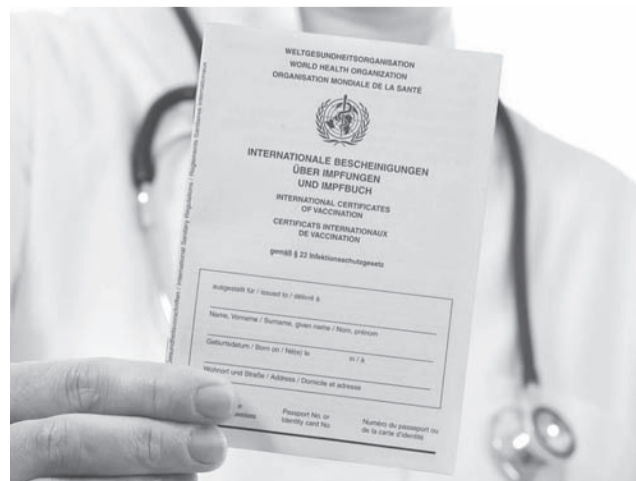 WELTGESUNDHEITSORGANISATION
WORLD HEALTH ORGANIZATION
ORGANISATION MONDIALE DE LA SANTÉ
INTERNATIONALE BESCHEINIGUNGEN
ÜBER IMPFUNGEN
UND IMPFBUCH
INTERNATIONAL CERTIFICATES
OF VACCINATION
CERTIFICATS INTERNATIONAUX
DE VACCINATION
gemäß § 22 Infektionsschutzgesetz
ausgestellt für / issued to / délivré à
Name, Vorname / Surname, given name / Nom, prénom
Geburtsdatum / Born on / Né(e) le in / à
Wohnort und Straße / Address / Domicile et adresse
Passport No. or
Identity card No
Numéro du passeport ou
de la carte d'identité
/ International Sanitary Regulations /